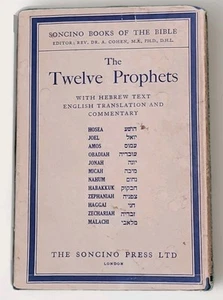 SONCINO BOOKS OF THE BIBLE
EDITOR: REV. DR. A. COHEN, M.A., PH.D., D.H.L.
The
Twelve Prophets
WITH HEBREW TEXT
ENGLISH TRANSLATION AND
COMMENTARY
HOSEA הושע
JOEL יואל
AMOS עמוס
OBADIAH עובדיה
JONAH יונה
MICAH מיכה
NAHUM נחום
HABAKKUK חבקוק
ZEPHANIAH צפניה
HAGGAI חגי
ZECHARIAH זכריה
MALACHI מלאכי
THE SONCINO PRESS LTD
LONDON